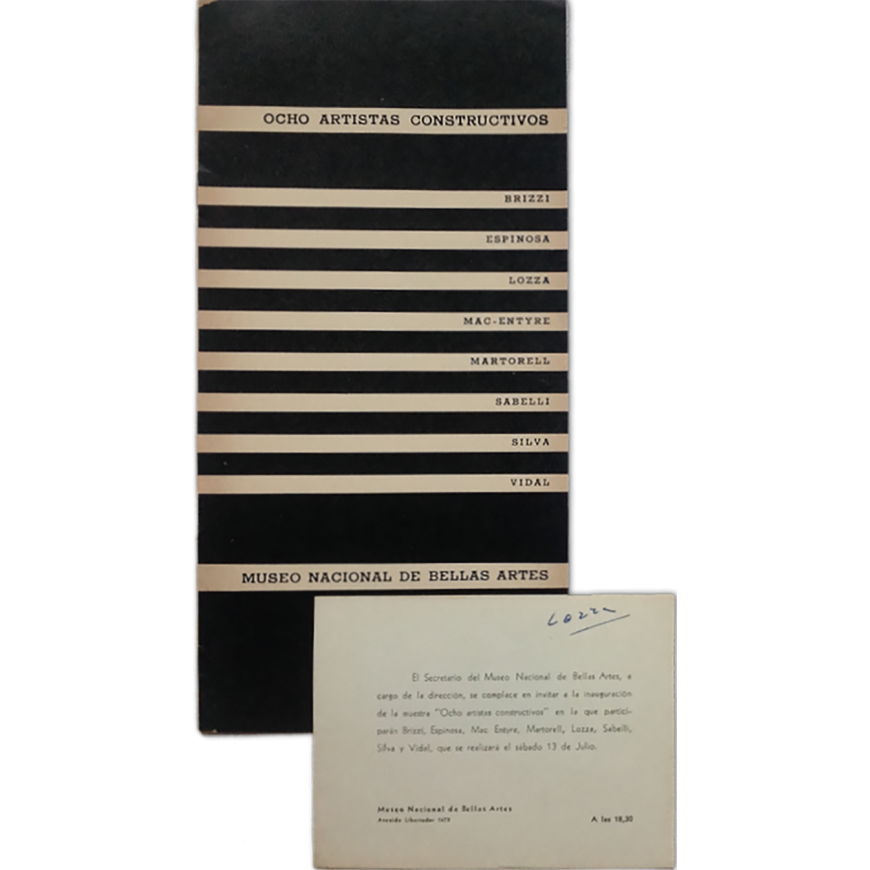 OCHO ARTISTAS CONSTRUCTIVOS
BRIZZI
ESPINOSA
LOZZA
MAC-ENTYRE
MARTORELL
SABELLI
SILVA
VIDAL
MUSEO NACIONAL DE BELLAS ARTES
Lozza
El Secretario del Museo Nacional de Bellas Artes, a
cargo de la dirección, se complace en invitar a la inauguración
de la muestra "Ocho artistas constructivos" en la que partici-
parán Brizzi, Espinosa, Mac Entyre, Martorell, Lozza, Sabelli,
Silva y Vidal, que se realizará el sábado 13 de Julio.
Museo Nacional de Bellas Artes
Avenida Libertador 1473
A las 18,30